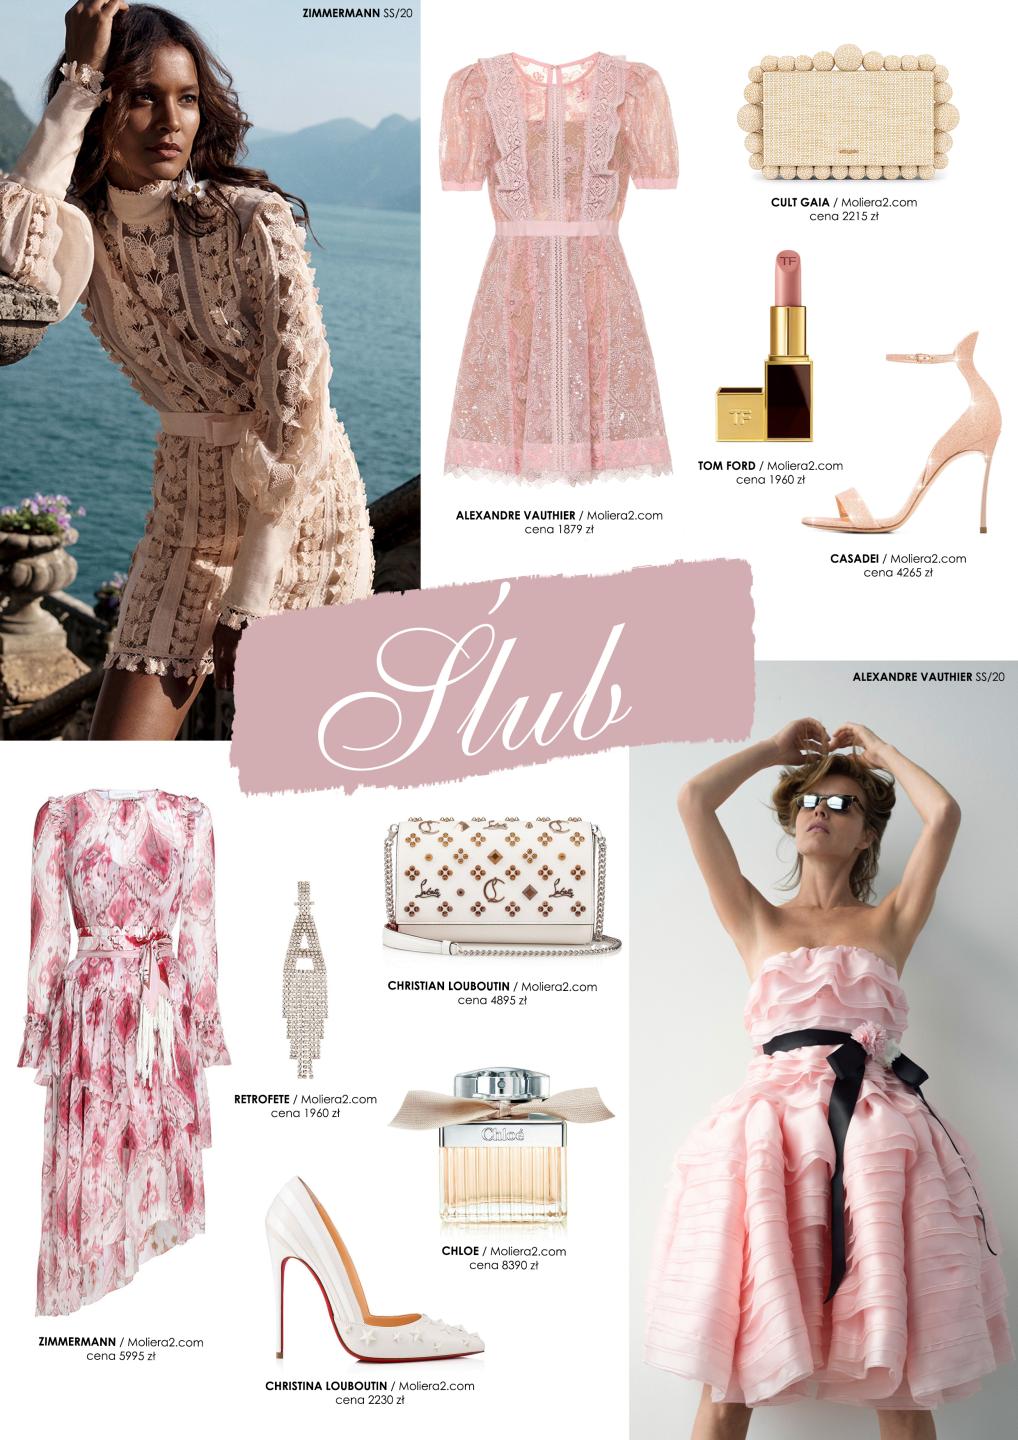 ZIMMERMANN SS/20
CULT GAIA / Moliera2.com
cena 2215 zł
TF
TF
TOM FORD / Moliera2.com
cena 1960 zł
ALEXANDRE VAUTHIER / Moliera2.com
cena 1879 zł
CASADEI / Moliera2.com
cena 4265 zł
Ślub
ALEXANDRE VAUTHIER SS/20
CHRISTIAN LOUBOUTIN / Moliera2.com
cena 4895 zł
RETROFETE / Moliera2.com
cena 1960 zł
Chloé
CHLOE / Moliera2.com
cena 8390 zł
ZIMMERMANN / Moliera2.com
cena 5995 zł
CHRISTINA LOUBOUTIN / Moliera2.com
cena 2230 zł